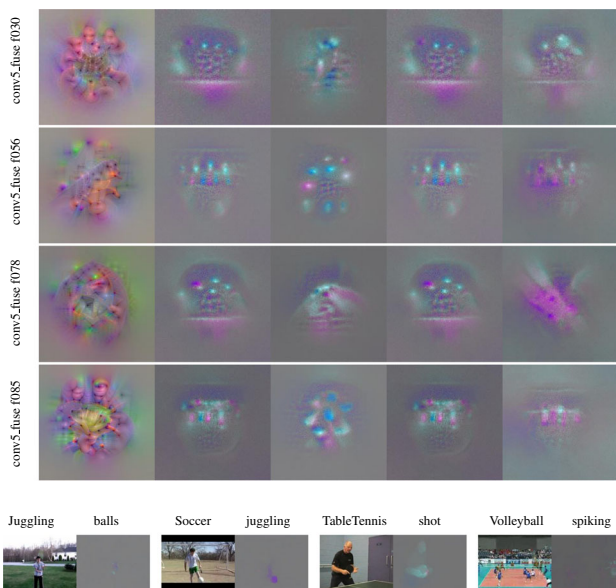 conv5_fuse f030
conv5_fuse f056
conv5_fuse f078
conv5_fuse f085
Juggling balls Soccer juggling TableTennis shot Volleyball spiking